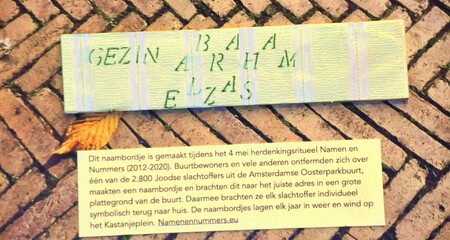 GEZIN ABRAHAM
ELZAS
Dit naambordje is gemaakt tijdens het 4 mei herdenkingsritueel Namen en
Nummers (2012-2020). Buurtbewoners en vele anderen ontfermden zich over
één van de 2.800 Joodse slachtoffers uit de Amsterdamse Oosterparkbuurt,
maakten een naambordje en brachten dit naar het juiste adres in een grote
plattegrond van de buurt. Daarmee brachten ze elk slachtoffer individueel
symbolisch terug naar huis. De naambordjes lagen elk jaar in weer en wind op
het Kastanjeplein. Namenennummers.eu